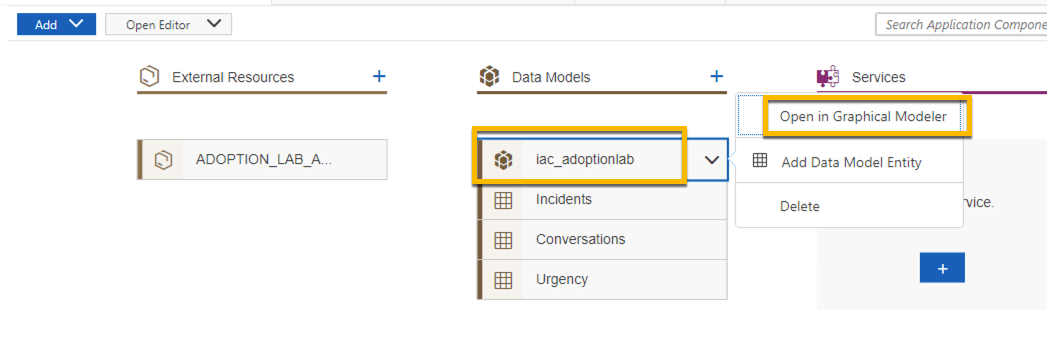 Add
Open Editor
Search Application Compone
External Resources +
Data Models +
Services
Open in Graphical Modeler
ADOPTION_LAB_A...
iac_adoptionlab
Add Data Model Entity
Incidents
Delete
rvice.
Conversations
+
Urgency